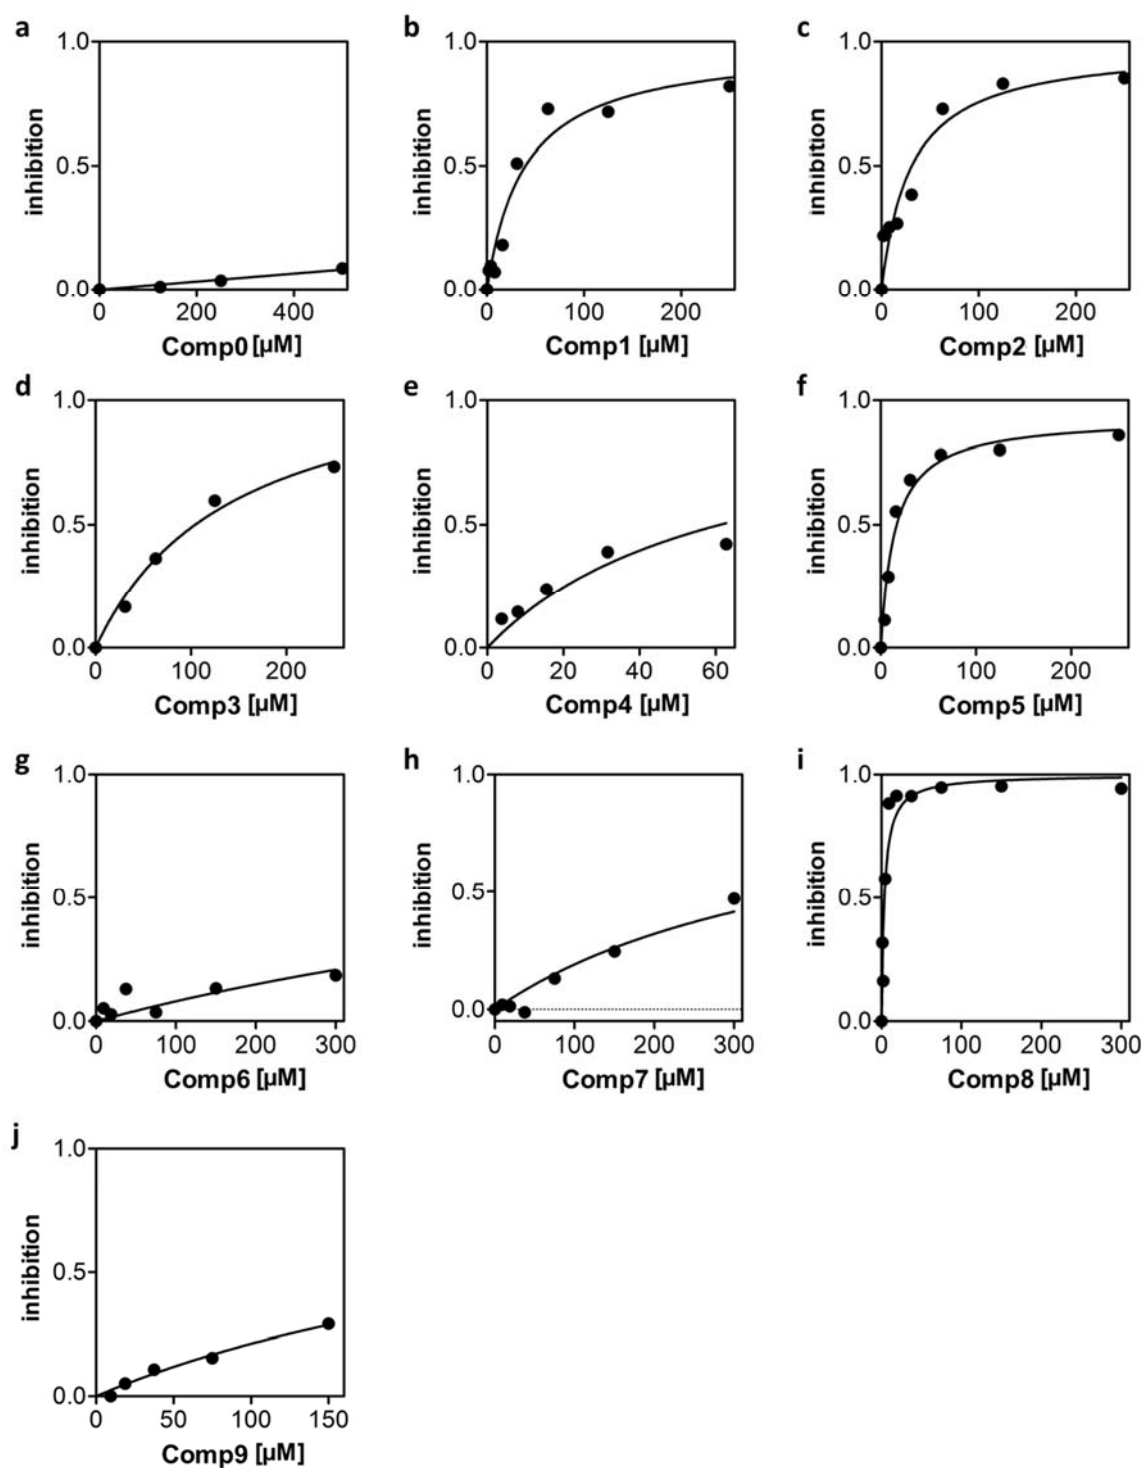 a
1.0
inhibition
0.5
0.0
0 200 400
Comp0 [µM]
b
1.0
inhibition
0.5
0.0
0 100 200
Comp1 [µM]
c
1.0
inhibition
0.5
0.0
0 100 200
Comp2 [µM]
d
1.0
inhibition
0.5
0.0
0 100 200
Comp3 [µM]
e
1.0
inhibition
0.5
0.0
0 20 40 60
Comp4 [µM]
f
1.0
inhibition
0.5
0.0
0 100 200
Comp5 [µM]
g
1.0
inhibition
0.5
0.0
0 100 200 300
Comp6 [µM]
h
1.0
inhibition
0.5
0.0
0 100 200 300
Comp7 [µM]
i
1.0
inhibition
0.5
0.0
0 100 200 300
Comp8 [µM]
j
1.0
inhibition
0.5
0.0
0 50 100 150
Comp9 [µM]